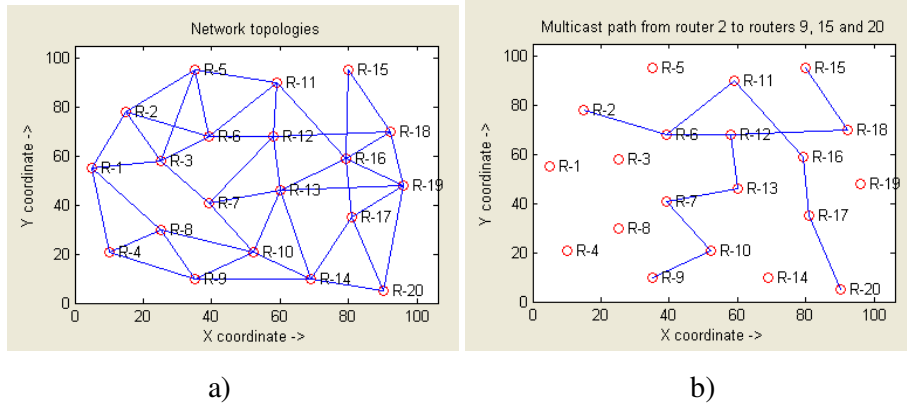 Network topologies
Y coordinate ->
100
80
60
40
20
0
R-5
R-15
R-11
R-2
R-6
R-12
R-18
R-1
R-3
R-16
R-19
R-7
R-13
R-17
R-8
R-4
R-10
R-9
R-14
R-20
0 20 40 60 80 100
X coordinate ->
a)
Multicast path from router 2 to routers 9, 15 and 20
Y coordinate ->
100
80
60
40
20
0
R-5
R-15
R-11
R-2
R-6
R-12
R-18
R-1
R-3
R-16
R-19
R-13
R-7
R-17
R-8
R-4
R-10
R-9
R-14
R-20
0 20 40 60 80 100
X coordinate ->
b)